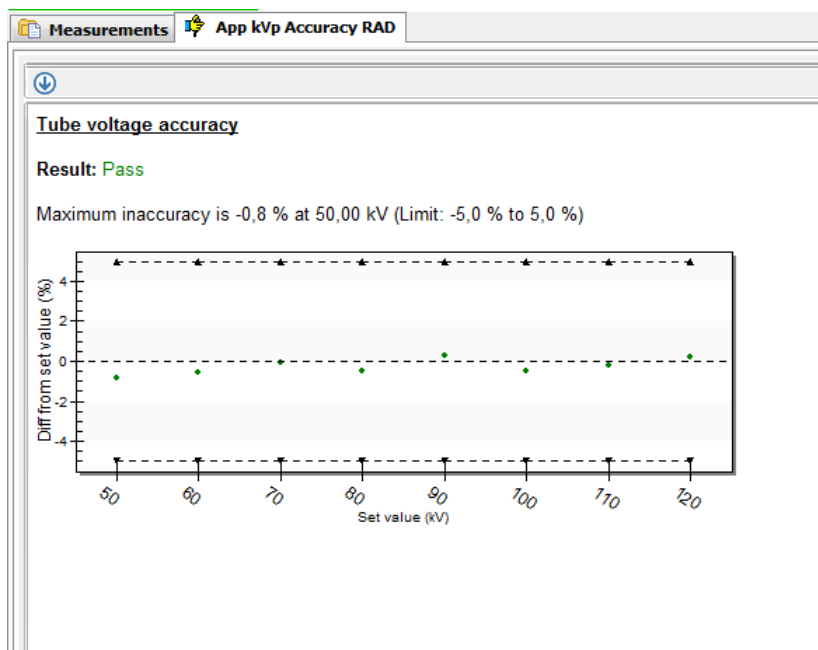 Measurements
App kVp Accuracy RAD
Tube voltage accuracy
Result: Pass
Maximum inaccuracy is -0,8 % at 50,00 kV (Limit: -5,0 % to 5,0 %)
Diff from set value (%)
4
2
0
-2
-4
50 60 70 80 90 100 110 120
Set value (kV)